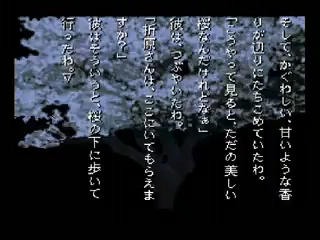 そして、かぐわしい、甘いような香
りが辺りにたちこめていたわ。
「こうやって見ると、ただの美しい
桜なんだけれどなぁ」
彼は、つぶやいたわ。
「折原さんは、ここにいてもらえま
すか？」
彼はそういうと、桜の下に歩いて
行ったわ。▽